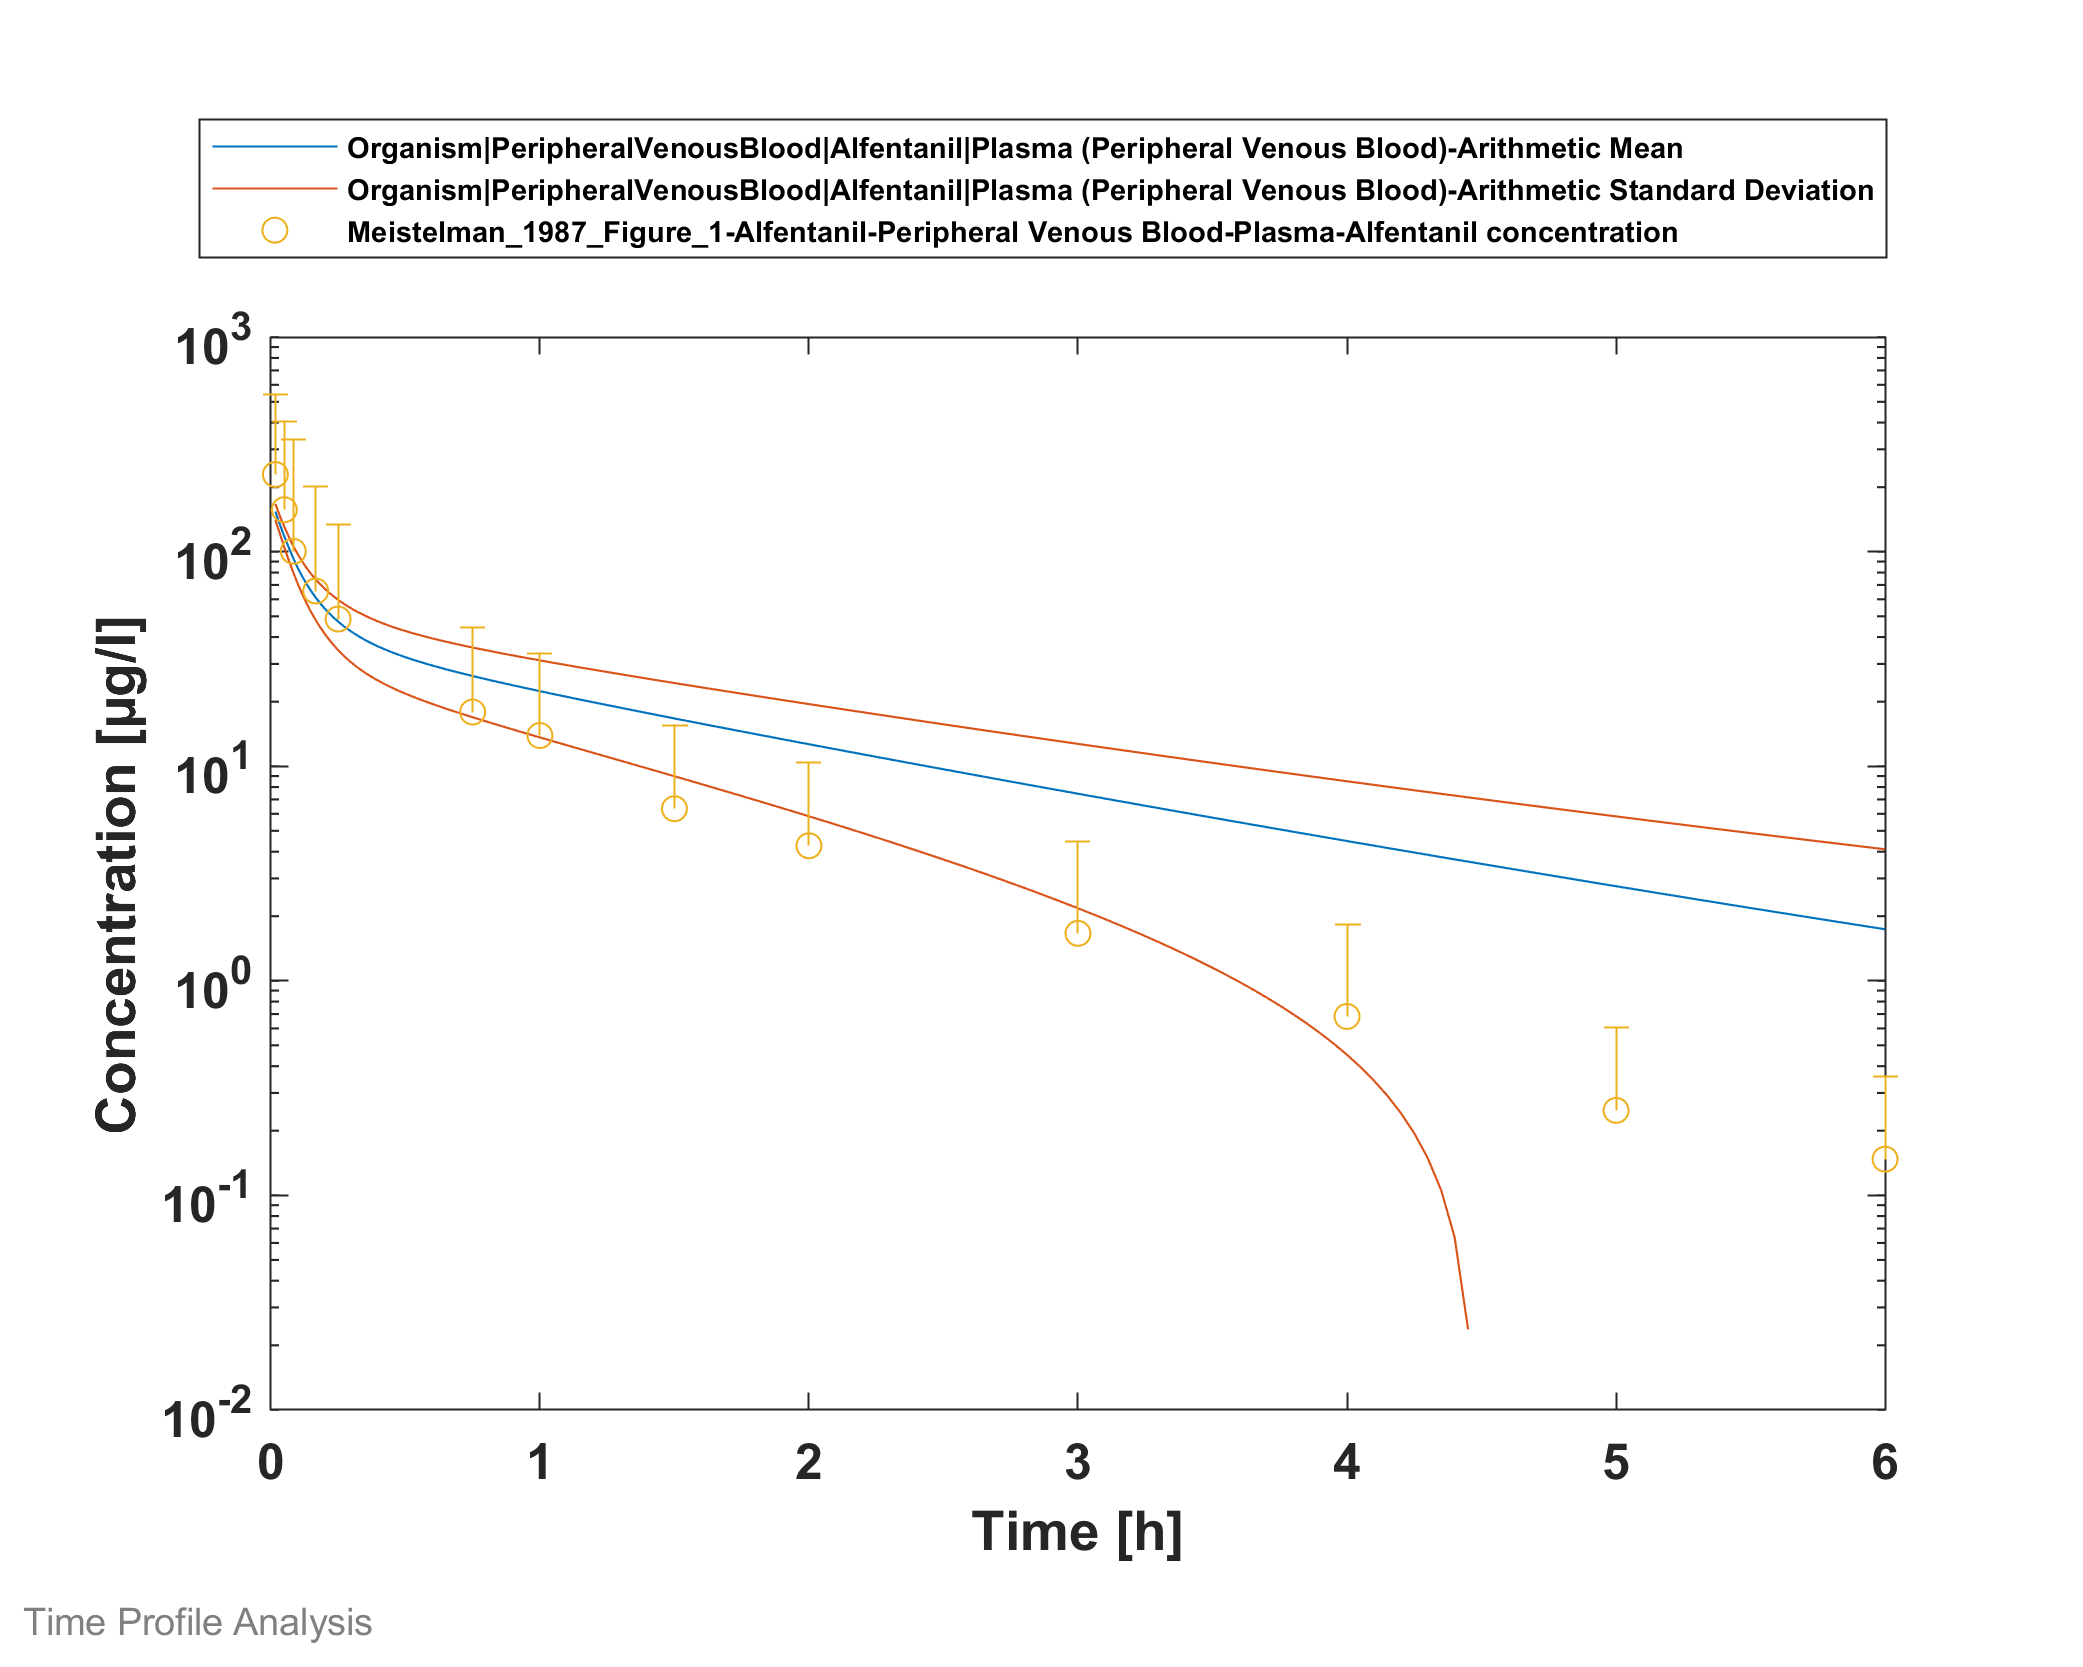 Organism|PeripheralVenousBlood|Alfentanil|Plasma (Peripheral Venous Blood)-Arithmetic Mean
Organism|PeripheralVenousBlood|Alfentanil|Plasma (Peripheral Venous Blood)-Arithmetic Standard Deviation
Meistelman_1987_Figure_1-Alfentanil-Peripheral Venous Blood-Plasma-Alfentanil concentration
10^3
10^2
10^1
10^0
10^-1
10^-2
Concentration [µg/l]
0 1 2 3 4 5 6
Time [h]
Time Profile Analysis